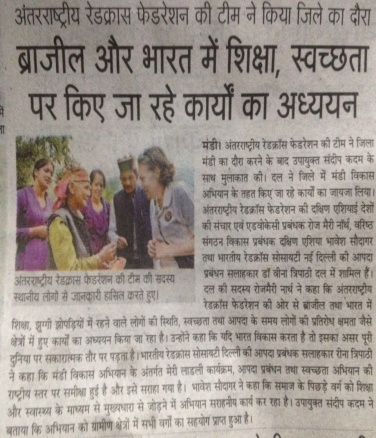 अंतरराष्ट्रीय रेडक्रास फेडरेशन की टीम ने किया जिले का दौरा
ब्राजील और भारत में शिक्षा, स्वच्छता
पर किए जा रहे कार्यों का अध्ययन
मंडी। अंतरराष्ट्रीय रेडक्रॉस फेडरेशन की टीम ने जिला
मंडी का दौरा करने के बाद उपायुक्त संदीप कदम के
साथ मुलाकात की। दल ने जिले में मंडी विकास
अभियान के तहत किए जा रहे कार्यों का जायजा लिया।
अंतरराष्ट्रीय रेडक्रॉस फेडरेशन की दक्षिण एशियाई देशों
की संचार एवं एडवोकेसी प्रबंधक रोज मैरी नॉर्थ, वरिष्ठ
संगठन विकास प्रबंधक दक्षिण एशिया भावेश सौदागर
तथा भारतीय रेडक्रॉस सोसायटी नई दिल्ली की आपदा
प्रबंधन सलाहकार डॉ वीना त्रिपाठी दल में शामिल हैं।
दल की सदस्य रोजमैरी नार्थ ने कहा कि अंतरराष्ट्रीय
रेडक्रॉस फेडरेशन की ओर से ब्राजील तथा भारत में
अंतरराष्ट्रीय रेडक्रास फेडरेशन की टीम की सदस्य
स्थानीय लोगों से जानकारी हासिल करते हुए।
शिक्षा, झुग्गी झोपड़ियों में रहने वाले लोगों की स्थिति, स्वच्छता तथा आपदा के समय लोगों की प्रतिरोध क्षमता जैसे
क्षेत्रों में हुए कार्यों का अध्ययन किया जा रहा है। उन्होंने कहा कि यदि भारत विकास करता है तो इसका असर पूरी
दुनिया पर सकारात्मक तौर पर पड़ता है। भारतीय रेडक्रॉस सोसाबटी दिल्ली की आपदा प्रबंधक सलाहकार रीना त्रिपाठी
ने कहा कि मंडी विकास अभियान के अंतर्गत मेरी लाडली कार्यक्रम, आपदा प्रबंधन तथा स्वच्छता अभियान की
राष्ट्रीय स्तर पर समीक्षा हुई है और इसे सराहा गया है। भावेश सौदागर ने कहा कि समाज के पिछड़े वर्ग को शिक्षा
और स्वास्थ्य के माध्यम से मुख्यधारा से जोड़ने में अभियान सराहनीय कार्य कर रहा है। उपायुक्त संदीप कदम ने
बताया कि अभियान को ग्रामीण क्षेत्रों में सभी वर्गों का सहयोग प्राप्त हुआ है।